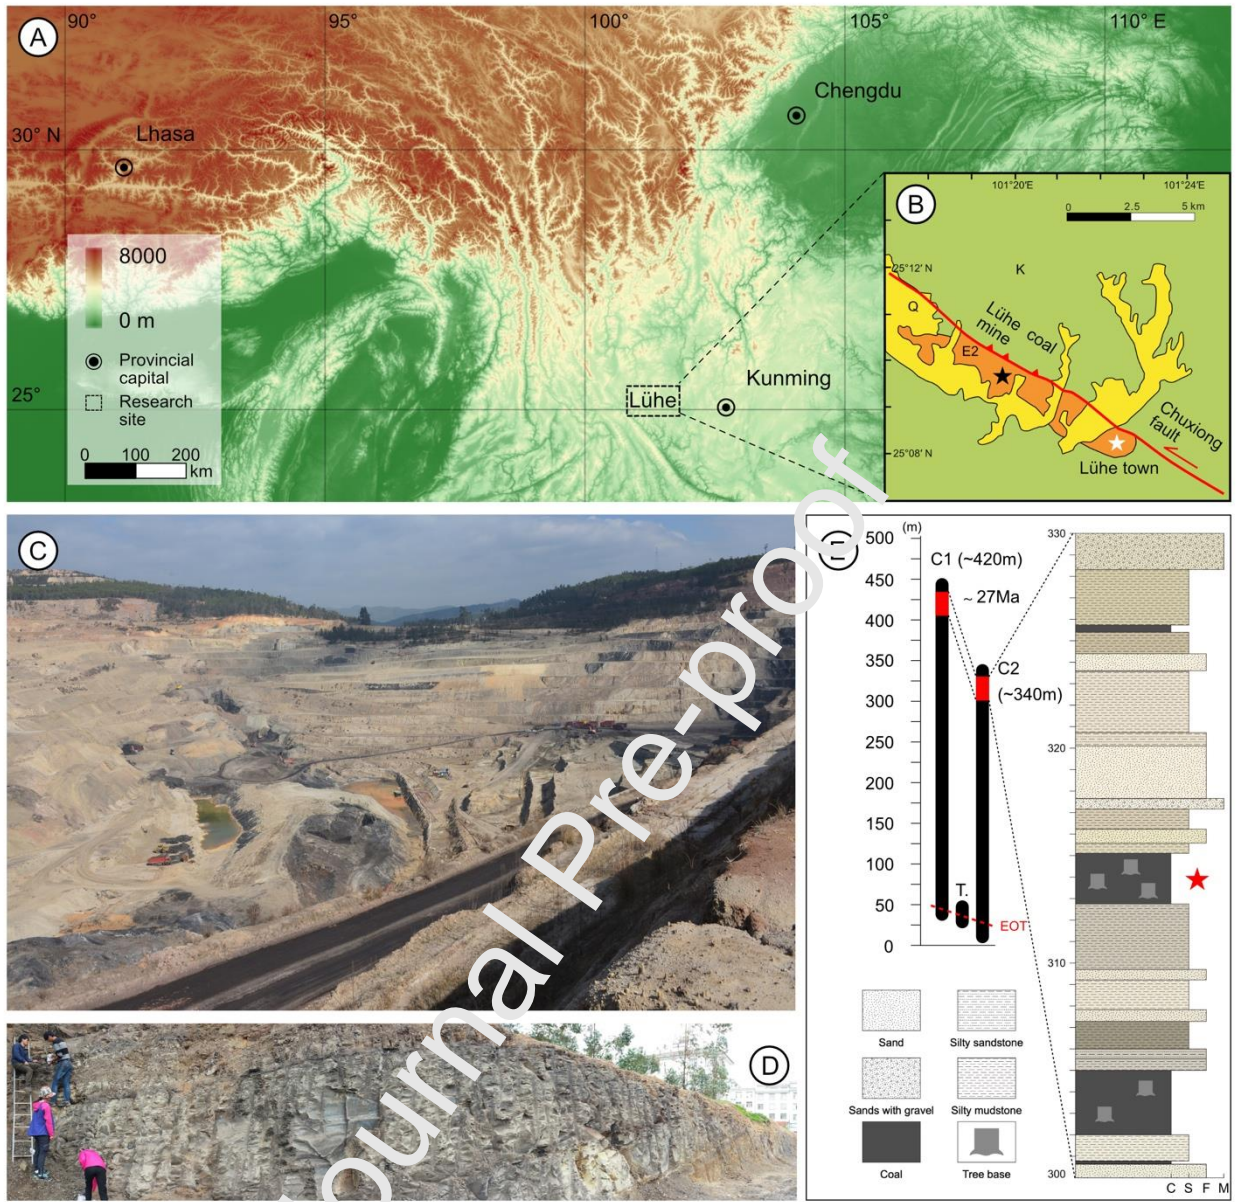 A
90°
95°
100°
105°
110° E
30° N
25°
Lhasa
Chengdu
Kunming
Lühe
8000
0 m
Provincial
capital
Research
site
0 100 200
km
B
101°20'E
101°24'E
0 2.5 5 km
25°12' N
25°08' N
K
Q
E2
Lühe coal
mine
Chuxiong
fault
Lühe town
C
D
E
(m)
500
450
400
350
300
250
200
150
100
50
0
C1 (~420m)
~ 27Ma
C2
(~340m)
T.
EOT
330
320
310
300
C S F M
Sand
Silty sandstone
Sands with gravel
Silty mudstone
Coal
Tree base
Journal Pre-proof